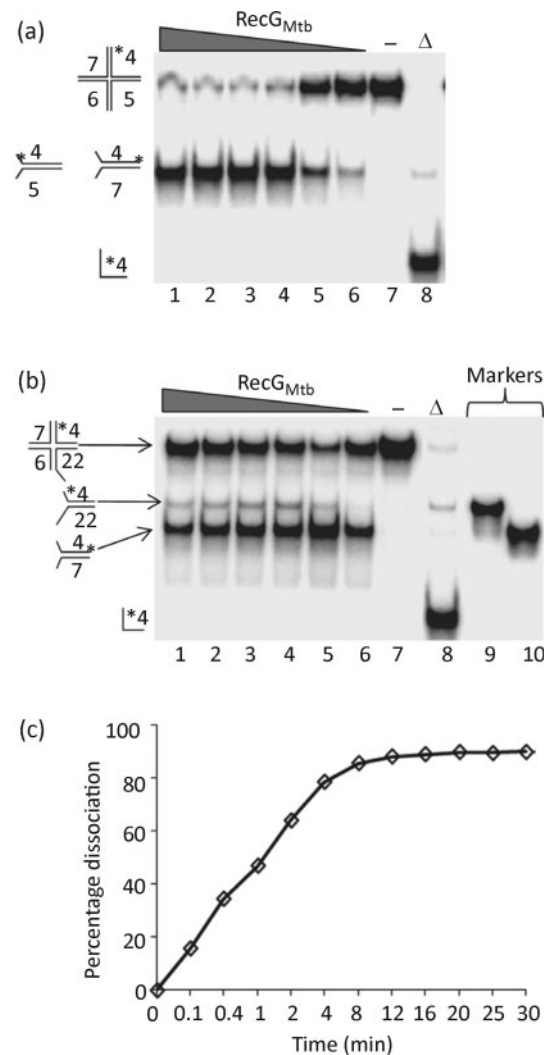 (a)
RecG Mtb
– Δ
7 *4
6 5
*4 4 *
5 7
*4
1 2 3 4 5 6 7 8
(b)
RecG Mtb
– Δ
Markers
7 *4
6 22
*4
22
4 *
7
*4
1 2 3 4 5 6 7 8 9 10
(c)
Percentage dissociation
100
80
60
40
20
0
0 0.1 0.4 1 2 4 8 12 16 20 25 30
Time (min)